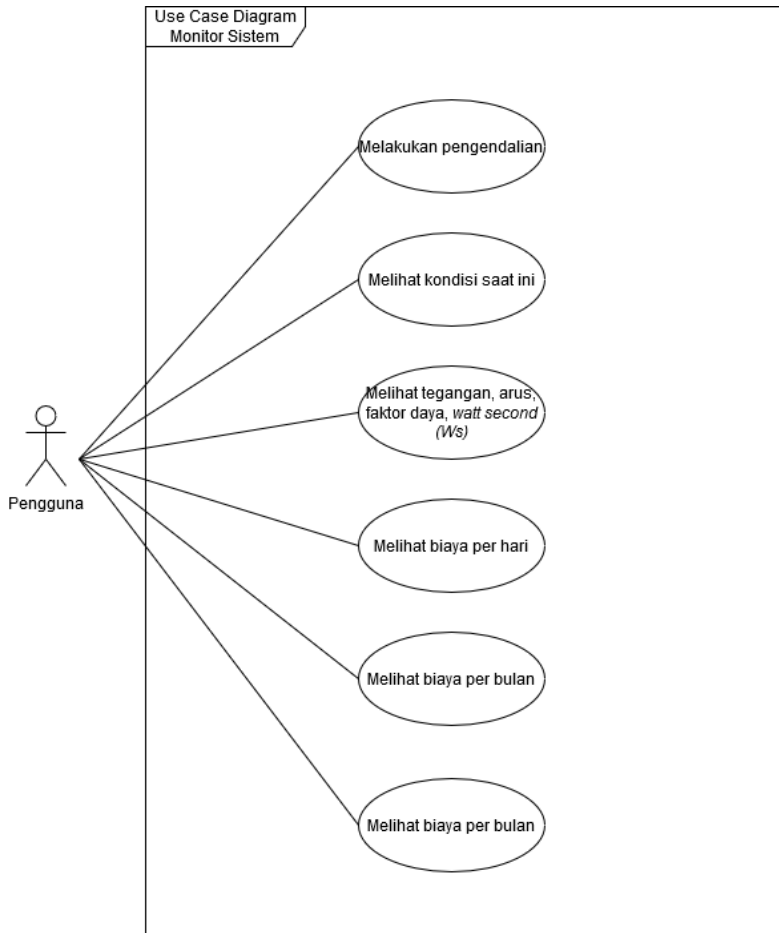 Use Case Diagram
Monitor Sistem
Melakukan pengendalian
Melihat kondisi saat ini
Melihat tegangan, arus,
faktor daya, watt second
(Ws)
Pengguna
Melihat biaya per hari
Melihat biaya per bulan
Melihat biaya per bulan